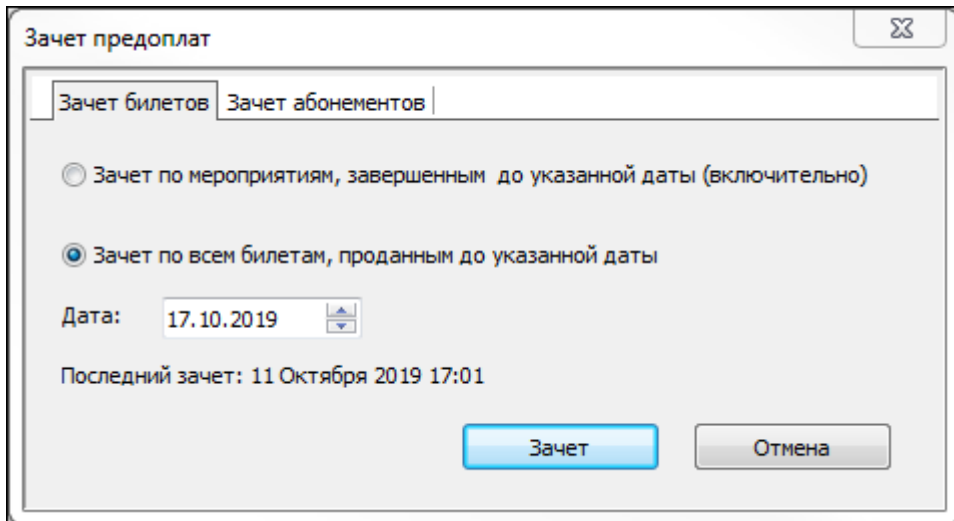 Зачет предоплат
Зачет билетов Зачет абонементов
Зачет по мероприятиям, завершенным до указанной даты (включительно)
Зачет по всем билетам, проданным до указанной даты
Дата: 17.10.2019
Последний зачет: 11 Октября 2019 17:01
Зачет Отмена